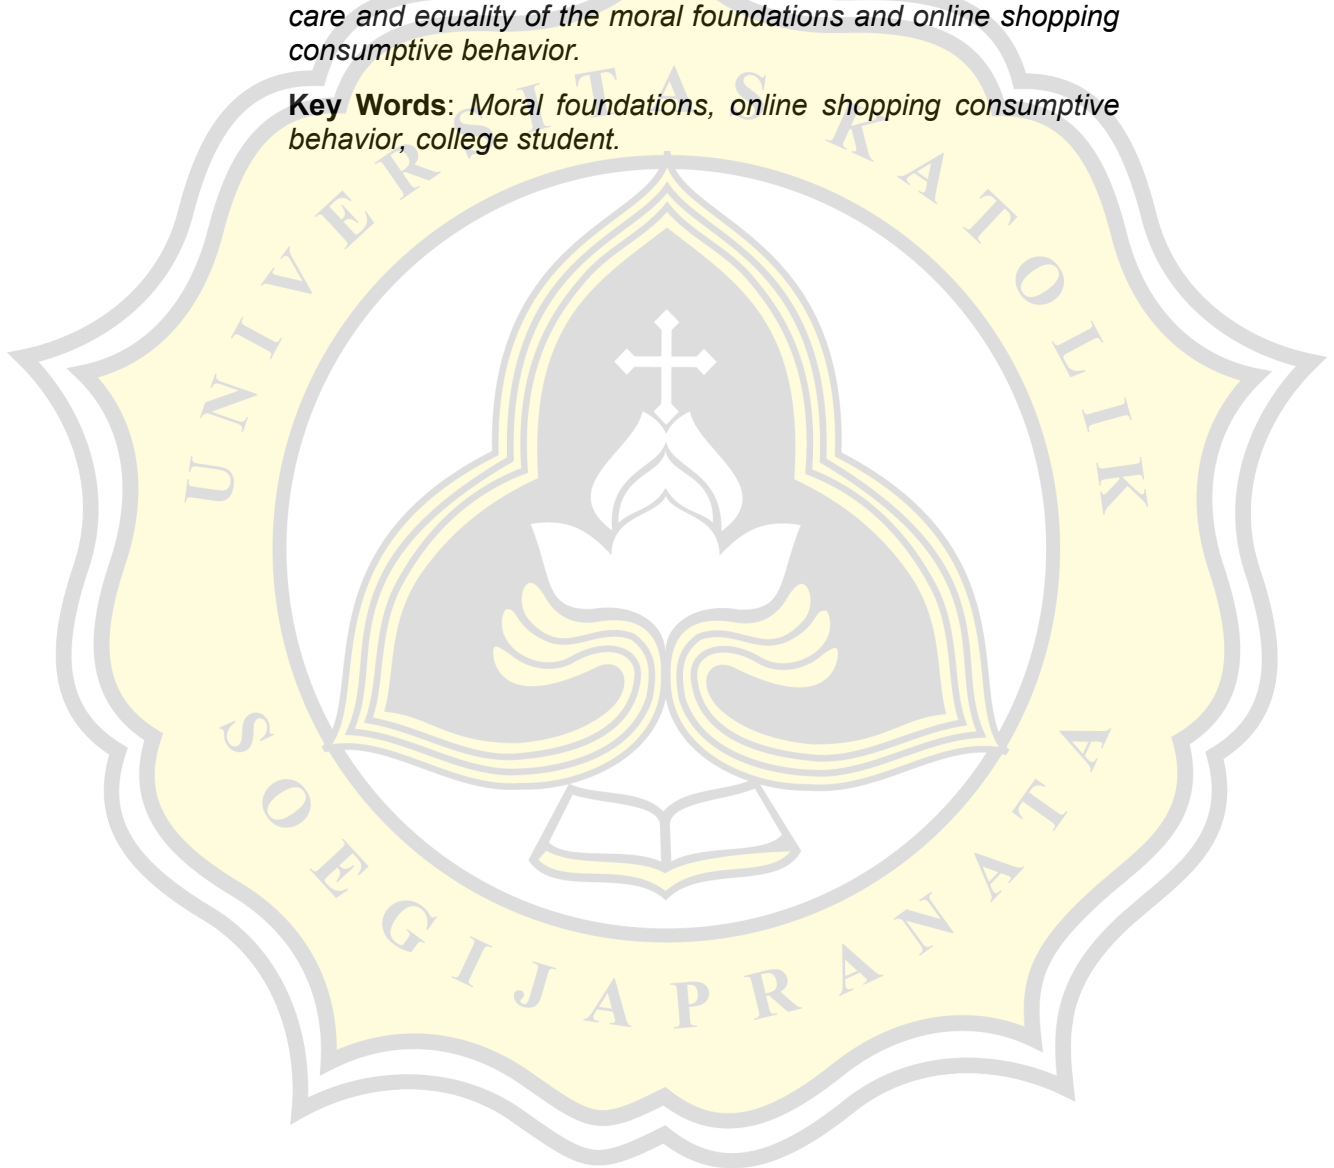 care and equality of the moral foundations and online shopping
consumptive behavior.
Key Words: Moral foundations, online shopping consumptive
behavior, college student.
UNIVERSITAS KATOLIK
SOEGIJAPRANATA